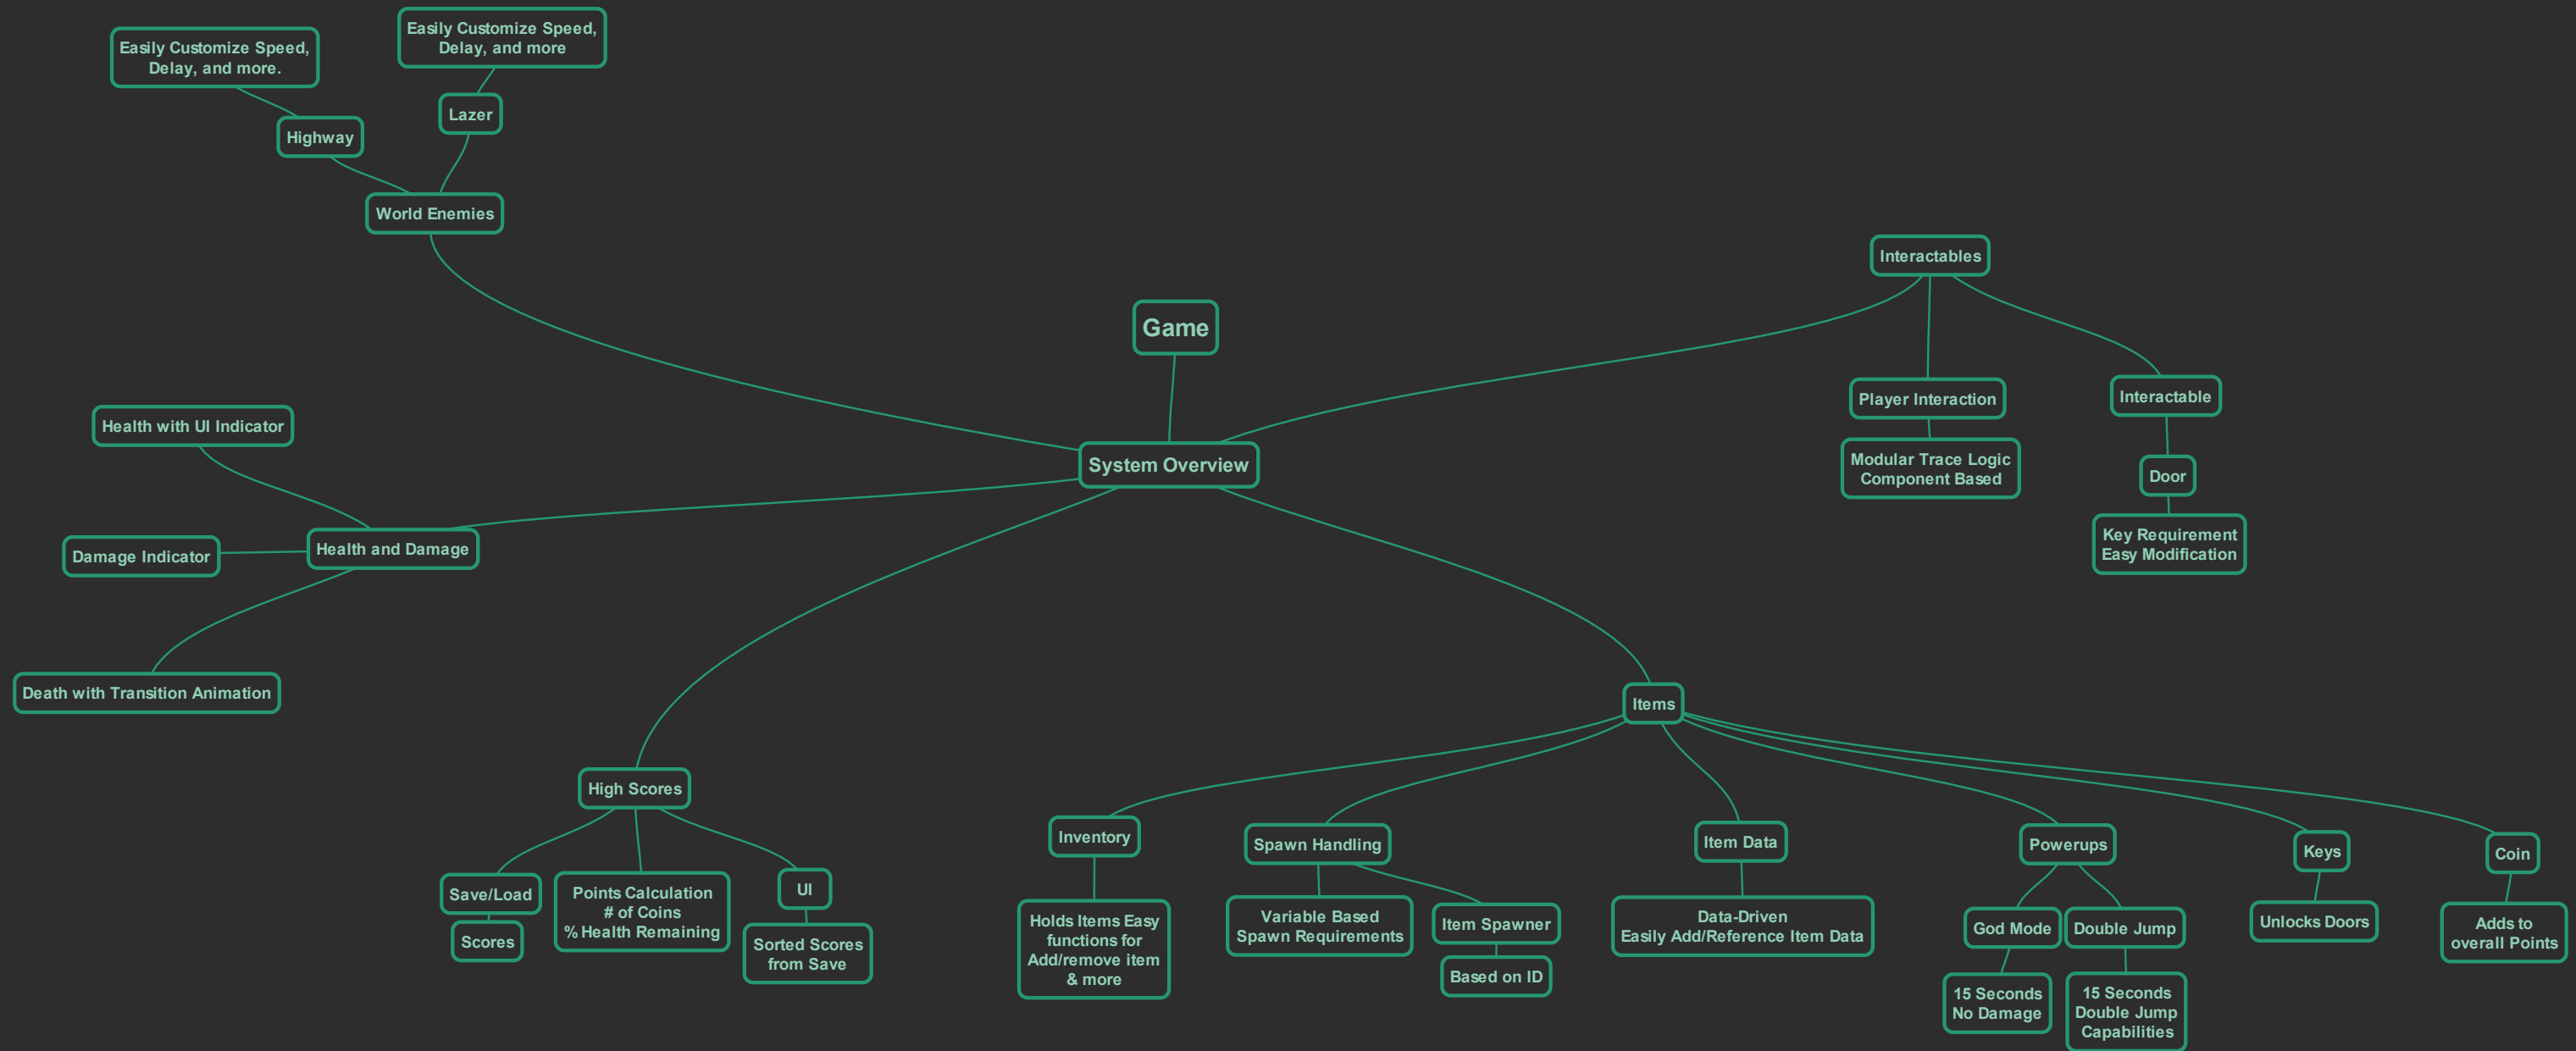 Easily Customize Speed,
Delay, and more.
Easily Customize Speed,
Delay, and more
Highway
Lazer
World Enemies
Game
System Overview
Interactables
Player Interaction
Modular Trace Logic
Component Based
Interactable
Door
Key Requirement
Easy Modification
Health with UI Indicator
Damage Indicator
Health and Damage
Death with Transition Animation
High Scores
Save/Load
Scores
Points Calculation
# of Coins
% Health Remaining
UI
Sorted Scores
from Save
Items
Inventory
Holds Items Easy
functions for
Add/remove item
& more
Spawn Handling
Variable Based
Spawn Requirements
Item Spawner
Based on ID
Item Data
Data-Driven
Easily Add/Reference Item Data
Powerups
God Mode
15 Seconds
No Damage
Double Jump
15 Seconds
Double Jump
Capabilities
Keys
Unlocks Doors
Coin
Adds to
overall Points